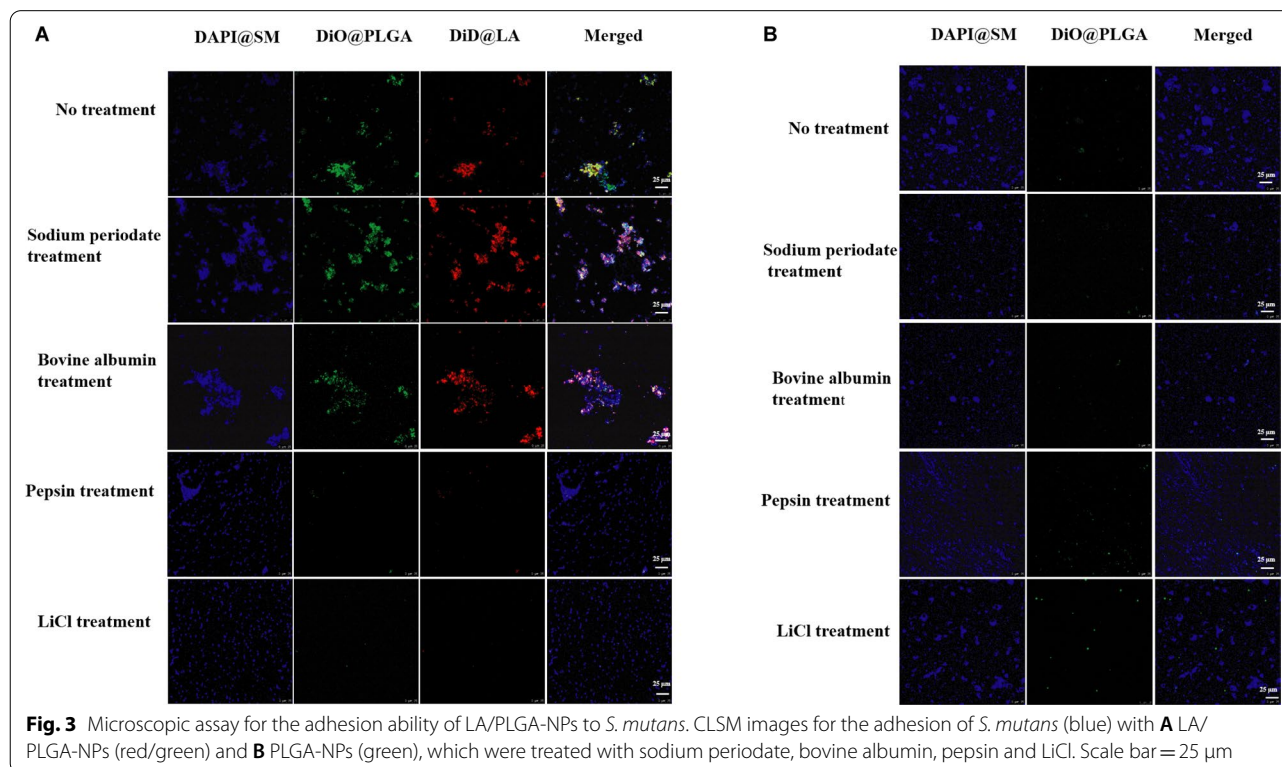 A
DAPI@SM DiO@PLGA DiD@LA Merged
No treatment
25 µm
Sodium periodate
treatment
25 µm
Bovine albumin
treatment
25 µm
Pepsin treatment
25 µm
LiCl treatment
25 µm
B
DAPI@SM DiO@PLGA Merged
No treatment
25 µm
Sodium periodate
treatment
25 µm
Bovine albumin
treatment
25 µm
Pepsin treatment
25 µm
LiCl treatment
25 µm
Fig. 3 Microscopic assay for the adhesion ability of LA/PLGA-NPs to S. mutans. CLSM images for the adhesion of S. mutans (blue) with A LA/
PLGA-NPs (red/green) and B PLGA-NPs (green), which were treated with sodium periodate, bovine albumin, pepsin and LiCl. Scale bar = 25 µm